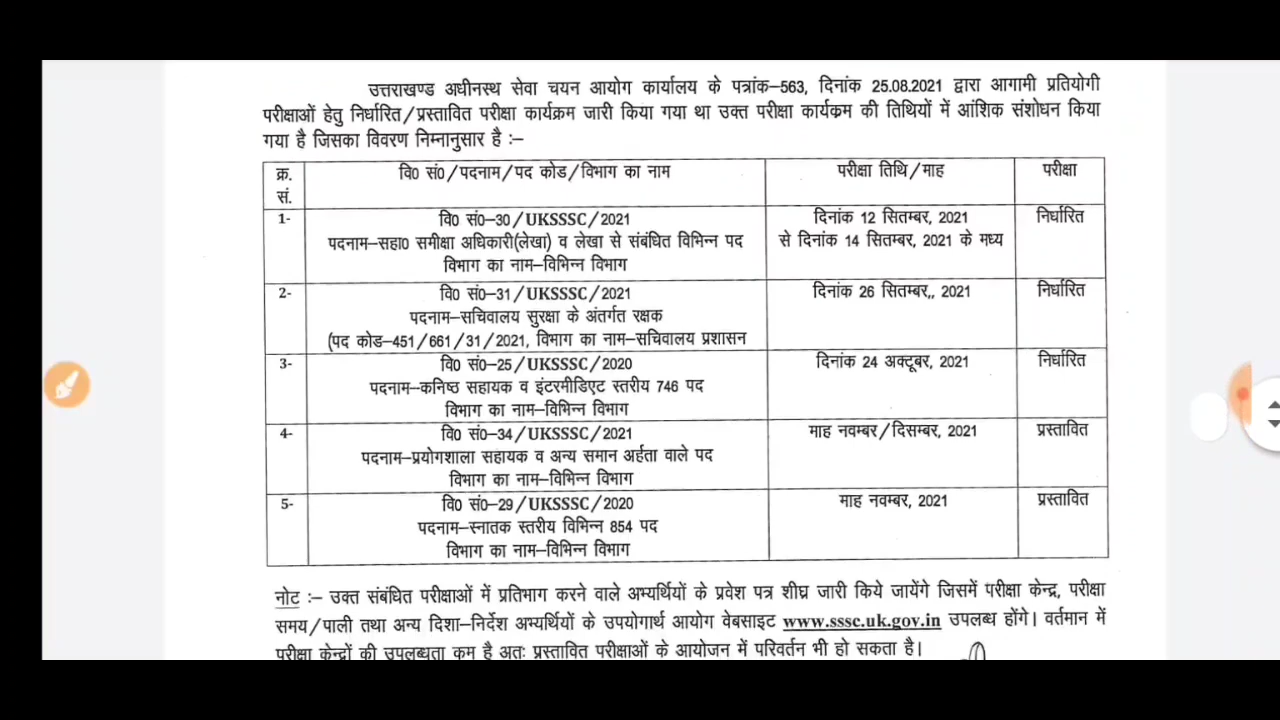 उत्तराखण्ड अधीनस्थ सेवा चयन आयोग कार्यालय के पत्रांक–563, दिनांक 25.08.2021 द्वारा आगामी प्रतियोगी
परीक्षाओं हेतु निर्धारित/प्रस्तावित परीक्षा कार्यक्रम जारी किया गया था उक्त परीक्षा कार्यक्रम की तिथियों में आंशिक संशोधन किया
गया है जिसका विवरण निम्नानुसार है :–
क्र. सं.
वि0 सं0/पदनाम/पद कोड/विभाग का नाम
परीक्षा तिथि/माह
परीक्षा
1-
वि0 सं0–30/UKSSSC/2021
पदनाम–सहा0 समीक्षा अधिकारी(लेखा) व लेखा से संबंधित विभिन्न पद
विभाग का नाम–विभिन्न विभाग
दिनांक 12 सितम्बर, 2021
से दिनांक 14 सितम्बर, 2021 के मध्य
निर्धारित
2-
वि0 सं0–31/UKSSSC/2021
पदनाम–सचिवालय सुरक्षा के अंतर्गत रक्षक
(पद कोड–451/661/31/2021, विभाग का नाम–सचिवालय प्रशासन
दिनांक 26 सितम्बर,, 2021
निर्धारित
3-
वि0 सं0–25/UKSSSC/2020
पदनाम–कनिष्ठ सहायक व इंटरमीडिएट स्तरीय 746 पद
विभाग का नाम–विभिन्न विभाग
दिनांक 24 अक्टूबर, 2021
निर्धारित
4-
वि0 सं0–34/UKSSSC/2021
पदनाम–प्रयोगशाला सहायक व अन्य समान अर्हता वाले पद
विभाग का नाम–विभिन्न विभाग
माह नवम्बर/दिसम्बर, 2021
प्रस्तावित
5-
वि0 सं0–29/UKSSSC/2020
पदनाम–स्नातक स्तरीय विभिन्न 854 पद
विभाग का नाम–विभिन्न विभाग
माह नवम्बर, 2021
प्रस्तावित
नोट :– उक्त संबंधित परीक्षाओं में प्रतिभाग करने वाले अभ्यर्थियों के प्रवेश पत्र शीघ्र जारी किये जायेंगे जिसमें परीक्षा केन्द्र, परीक्षा
समय/पाली तथा अन्य दिशा–निर्देश अभ्यर्थियों के उपयोगार्थ आयोग वेबसाइट www.sssc.uk.gov.in उपलब्ध होंगे। वर्तमान में
परीक्षा केन्द्रों की उपलब्धता कम है अतः प्रस्तावित परीक्षाओं के आयोजन में परिवर्तन भी हो सकता है।